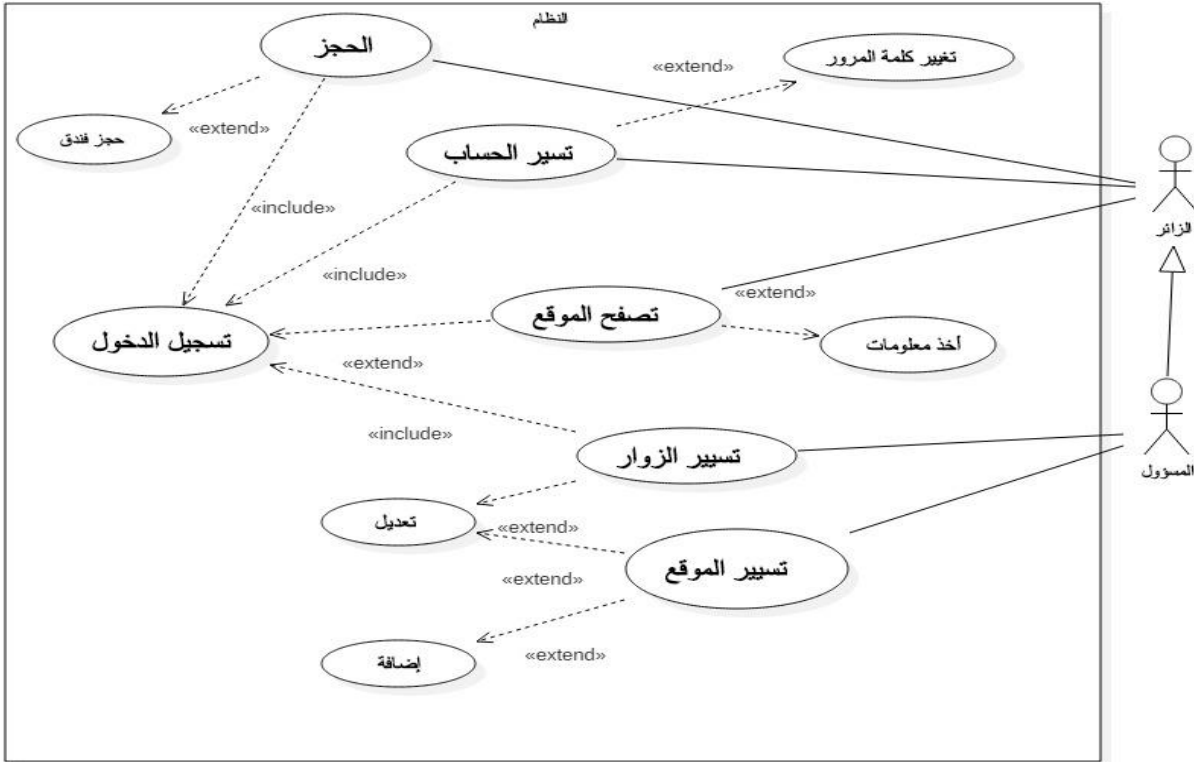 النظام
الحجز
تغيير كلمة المرور
«extend»
«extend»
حجز فندق
تسير الحساب
«include»
الزائر
«include»
«extend»
تصفح الموقع
تسجيل الدخول
أخذ معلومات
«extend»
«include»
تسيير الزوار
المسؤول
تعديل
«extend»
تسيير الموقع
«extend»
«extend»
إضافة